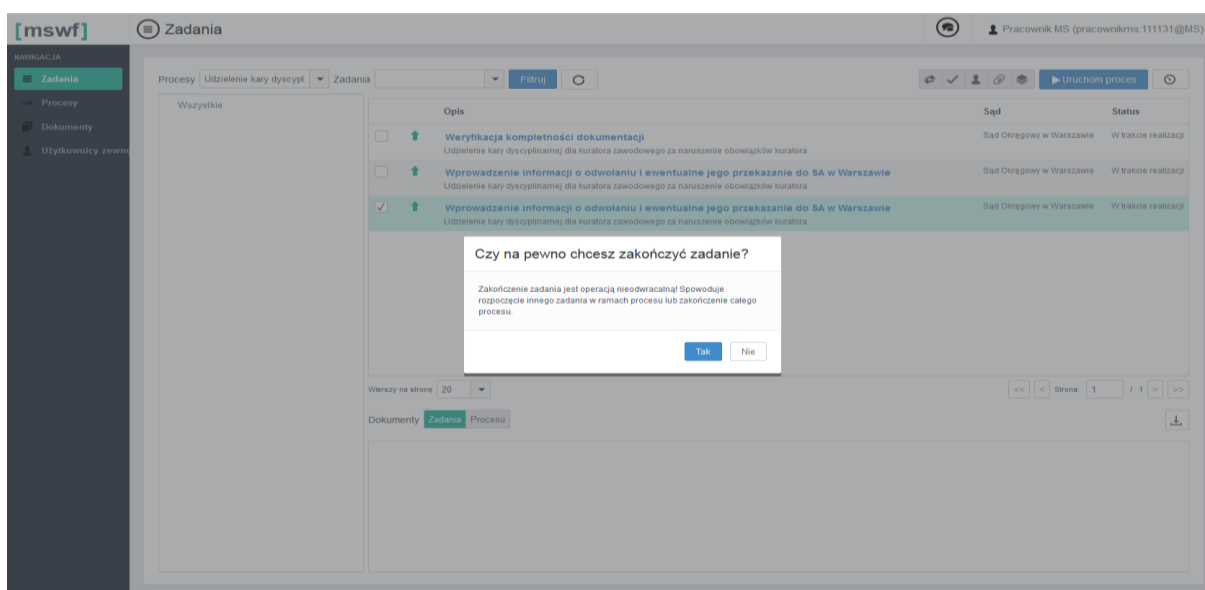 [mswf]
Zadania
Pracownik MS (pracownikms:111131@MS)
NAWIGACJA
Zadania
Procesy
Dokumenty
Użytkownicy zewnę
Procesy Udzielenie kary dyscypl Zadania Filtruj Uruchom proces
Wszystkie
Opis Sąd Status
Weryfikacja kompletności dokumentacji Sąd Okręgowy w Warszawie W trakcie realizacji
Udzielenie kary dyscyplinarnej dla kuratora zawodowego za naruszenie obowiązków kuratora
Wprowadzenie informacji o odwołaniu i ewentualne jego przekazanie do SA w Warszawie Sąd Okręgowy w Warszawie W trakcie realizacji
Udzielenie kary dyscyplinarnej dla kuratora zawodowego za naruszenie obowiązków kuratora
Wprowadzenie informacji o odwołaniu i ewentualne jego przekazanie do SA w Warszawie Sąd Okręgowy w Warszawie W trakcie realizacji
Udzielenie kary dyscyplinarnej dla kuratora zawodowego za naruszenie obowiązków kuratora
Czy na pewno chcesz zakończyć zadanie?
Zakończenie zadania jest operacją nieodwracalną! Spowoduje
rozpoczęcie innego zadania w ramach procesu lub zakończenie całego
procesu.
Tak Nie
Wierszy na stronę 20 << < Strona: 1 / 1 > >>
Dokumenty Zadania Procesu